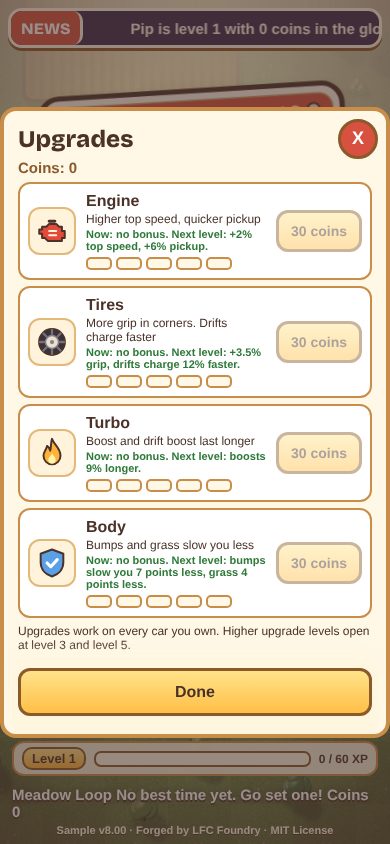 NEWS
Pip is level 1 with 0 coins in the glo
Upgrades
X
Coins: 0
Engine
Higher top speed, quicker pickup
Now: no bonus. Next level: +2%
top speed, +6% pickup.
30 coins
Tires
More grip in corners. Drifts
charge faster
Now: no bonus. Next level: +3.5%
grip, drifts charge 12% faster.
30 coins
Turbo
Boost and drift boost last longer
Now: no bonus. Next level: boosts
9% longer.
30 coins
Body
Bumps and grass slow you less
Now: no bonus. Next level: bumps
slow you 7 points less, grass 4
points less.
30 coins
Upgrades work on every car you own. Higher upgrade levels open
at level 3 and level 5.
Done
Level 1
0 / 60 XP
Meadow Loop No best time yet. Go set one! Coins
0
Sample v8.00 · Forged by LFC Foundry · MIT License